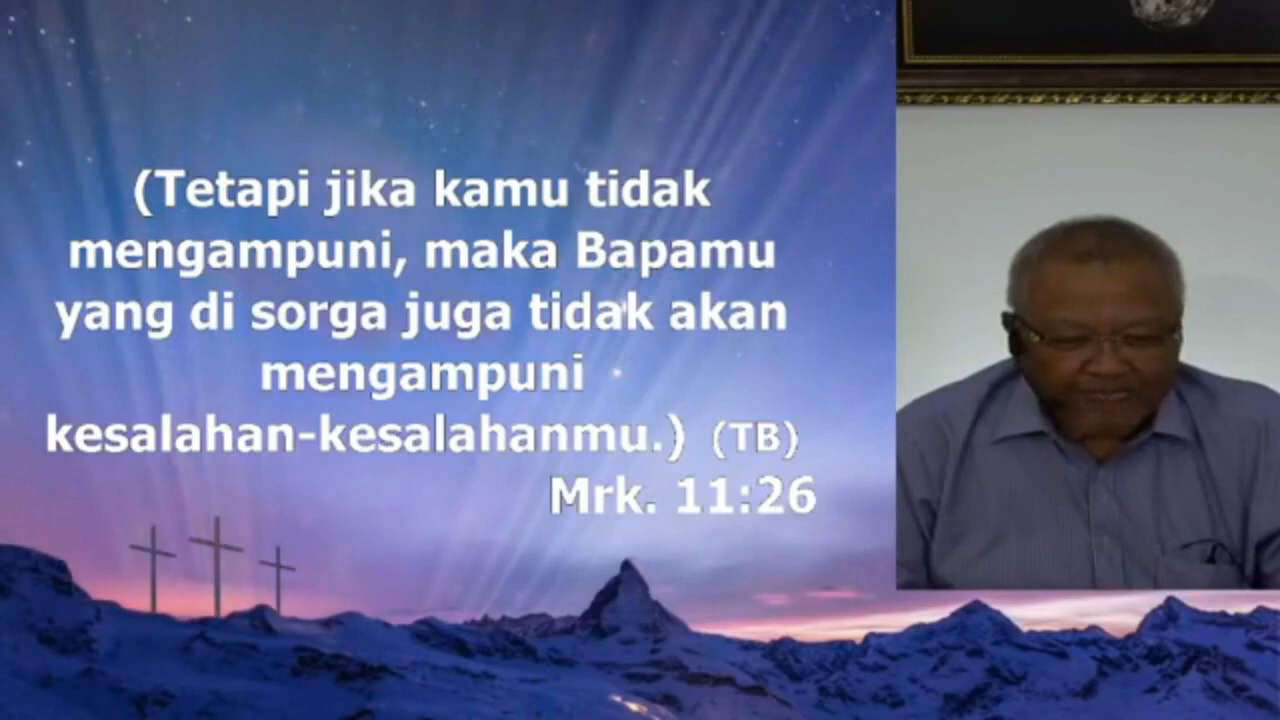 (Tetapi jika kamu tidak
mengampuni, maka Bapamu
yang di sorga juga tidak akan
mengampuni
kesalahan-kesalahanmu.) (TB)
Mrk. 11:26